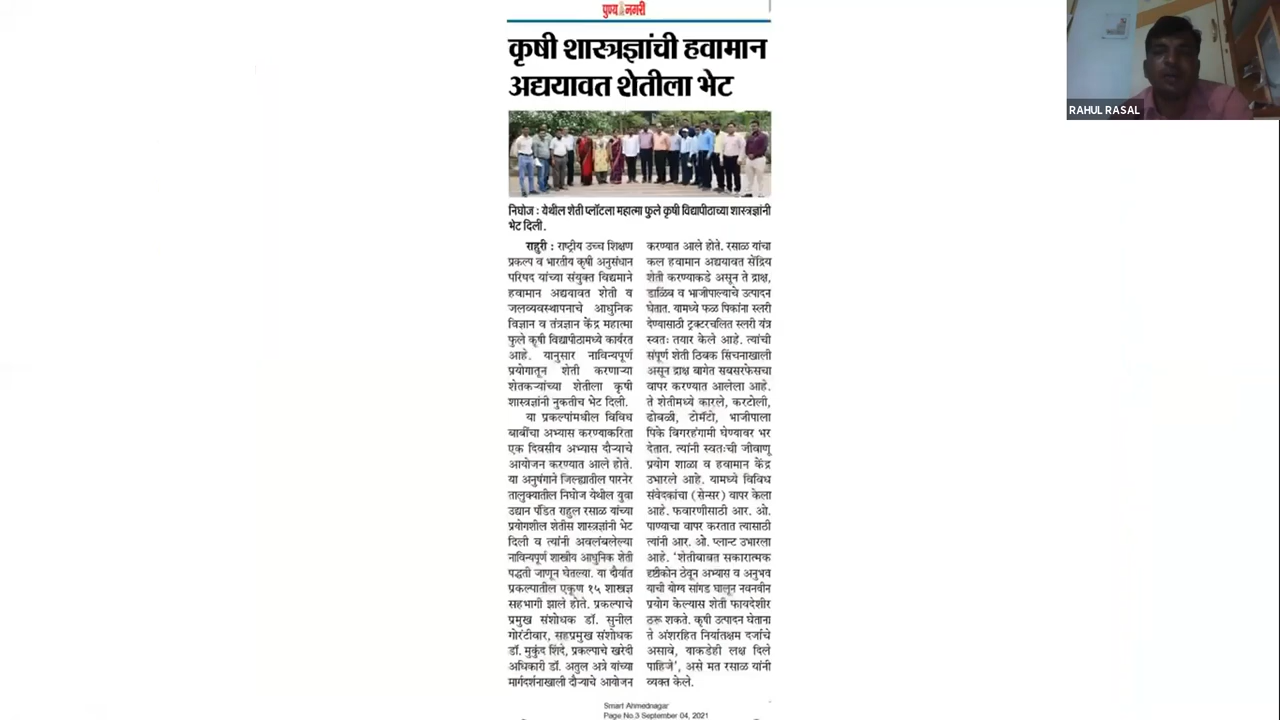 पुण्य नगरी
कृषी शास्त्रज्ञांची हवामान
अद्ययावत शेतीला भेट
RAHUL RASAL
निघोज : येथील शेती प्लॉटला महात्मा फुले कृषी विद्यापीठाच्या शास्त्रज्ञांनी
भेट दिली.
राहुरी : राष्ट्रीय उच्च शिक्षण
प्रकल्प व भारतीय कृषी अनुसंधान
परिषद यांच्या संयुक्त विद्यमाने
हवामान अद्ययावत शेती व
जलव्यवस्थापनाचे आधुनिक
विज्ञान व तंत्रज्ञान केंद्र महात्मा
फुले कृषी विद्यापीठामध्ये कार्यरत
आहे. यानुसार नाविन्यपूर्ण
प्रयोगातून शेती करणाऱ्या
शेतकऱ्यांच्या शेतीला कृषी
शास्त्रज्ञांनी नुकतीच भेट दिली.
या प्रकल्पांमधील विविध
बाबींचा अभ्यास करण्याकरिता
एक दिवसीय अभ्यास दौऱ्याचे
आयोजन करण्यात आले होते.
या अनुषंगाने जिल्ह्यातील पारनेर
तालुक्यातील निघोज येथील युवा
उद्यान पंडित राहुल रसाळ यांच्या
प्रयोगशील शेतीस शास्त्रज्ञांनी भेट
दिली व त्यांनी अवलंबलेल्या
नाविन्यपूर्ण शास्त्रीय आधुनिक शेती
पद्धती जाणून घेतल्या. या दौऱ्यात
प्रकल्पातील एकूण १५ शास्त्रज्ञ
सहभागी झाले होते. प्रकल्पाचे
प्रमुख संशोधक डॉ. सुनील
गोरंटीवार, सहप्रमुख संशोधक
डॉ. मुकुंद शिंदे, प्रकल्पाचे खरेदी
अधिकारी डॉ. अतुल अत्रे यांच्या
मार्गदर्शनाखाली दौऱ्याचे आयोजन
करण्यात आले होते. रसाळ यांचा
कल हवामान अद्ययावत सेंद्रिय
शेती करण्याकडे असून ते द्राक्ष,
डाळिंब व भाजीपाल्याचे उत्पादन
घेतात. यामध्ये फळ पिकांना स्लरी
देण्यासाठी ट्रॅक्टरचलित स्लरी यंत्र
स्वतः तयार केले आहे. त्यांची
संपूर्ण शेती ठिबक सिंचनाखाली
असून द्राक्ष बागेत सबसरफेसचा
वापर करण्यात आलेला आहे.
ते शेतीमध्ये कारले, करटोली,
ढोबळी, टोमॅटो, भाजीपाला
पिके बिगरहंगामी घेण्यावर भर
देतात. त्यांनी स्वतःची जीवाणू
प्रयोग शाळा व हवामान केंद्र
उभारले आहे. यामध्ये विविध
संवेदकांचा (सेन्सर) वापर केला
आहे. फवारणीसाठी आर. ओ.
पाण्याचा वापर करतात त्यासाठी
त्यांनी आर. ओ. प्लान्ट उभारला
आहे. 'शेतीबाबत सकारात्मक
दृष्टीकोन ठेवून अभ्यास व अनुभव
याची योग्य सांगड घालून नवनवीन
प्रयोग केल्यास शेती फायदेशीर
ठरू शकते. कृषी उत्पादन घेताना
ते अंशरहित निर्यातक्षम दर्जाचे
असावे, याकडेही लक्ष दिले
पाहिजे', असे मत रसाळ यांनी
व्यक्त केले.
Smart Ahmednagar
Page No.3 September 04, 2021